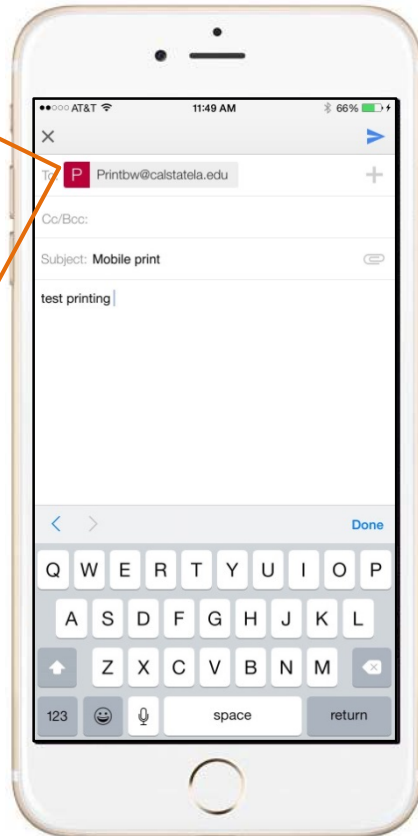 AT&T 11:49 AM 66%
To: P Printbw@calstatela.edu
Cc/Bcc:
Subject: Mobile print
test printing
Done
Q W E R T Y U I O P
A S D F G H J K L
Z X C V B N M
123 space return